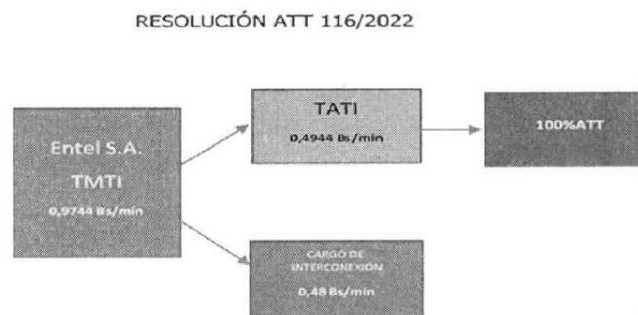 RESOLUCIÓN ATT 116/2022
Entel S.A.
TMTI
0,9744 Bs/min
TATI
0,4944 Bs/min
100%ATT
CARGO DE
INTERCONEXIÓN
0,48 Bs/min